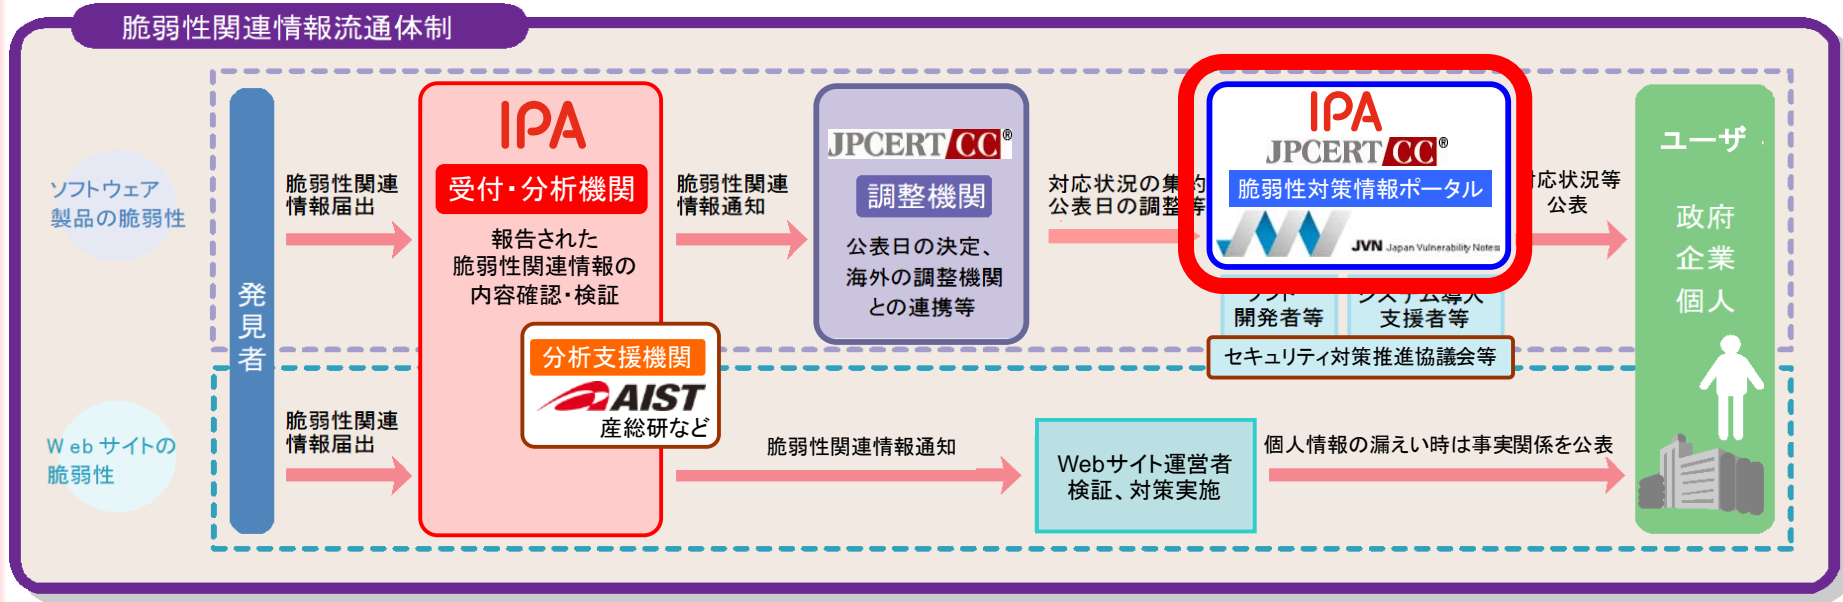 脆弱性関連情報流通体制
ソフトウェア
製品の脆弱性
Webサイトの
脆弱性
発見者
脆弱性関連
情報届出
脆弱性関連
情報届出
IPA
受付・分析機関
報告された
脆弱性関連情報の
内容確認・検証
分析支援機関
AIST
産総研など
脆弱性関連
情報通知
JPCERT CC®
調整機関
公表日の決定、
海外の調整機関
との連携等
対応状況の集約
公表日の調整等
IPA
JPCERT CC®
脆弱性対策情報ポータル
JVN Japan Vulnerability Notes
開発者等
支援者等
セキュリティ対策推進協議会等
応状況等
公表
脆弱性関連情報通知
Webサイト運営者
検証、対策実施
個人情報の漏えい時は事実関係を公表
ユーザ
政府
企業
個人